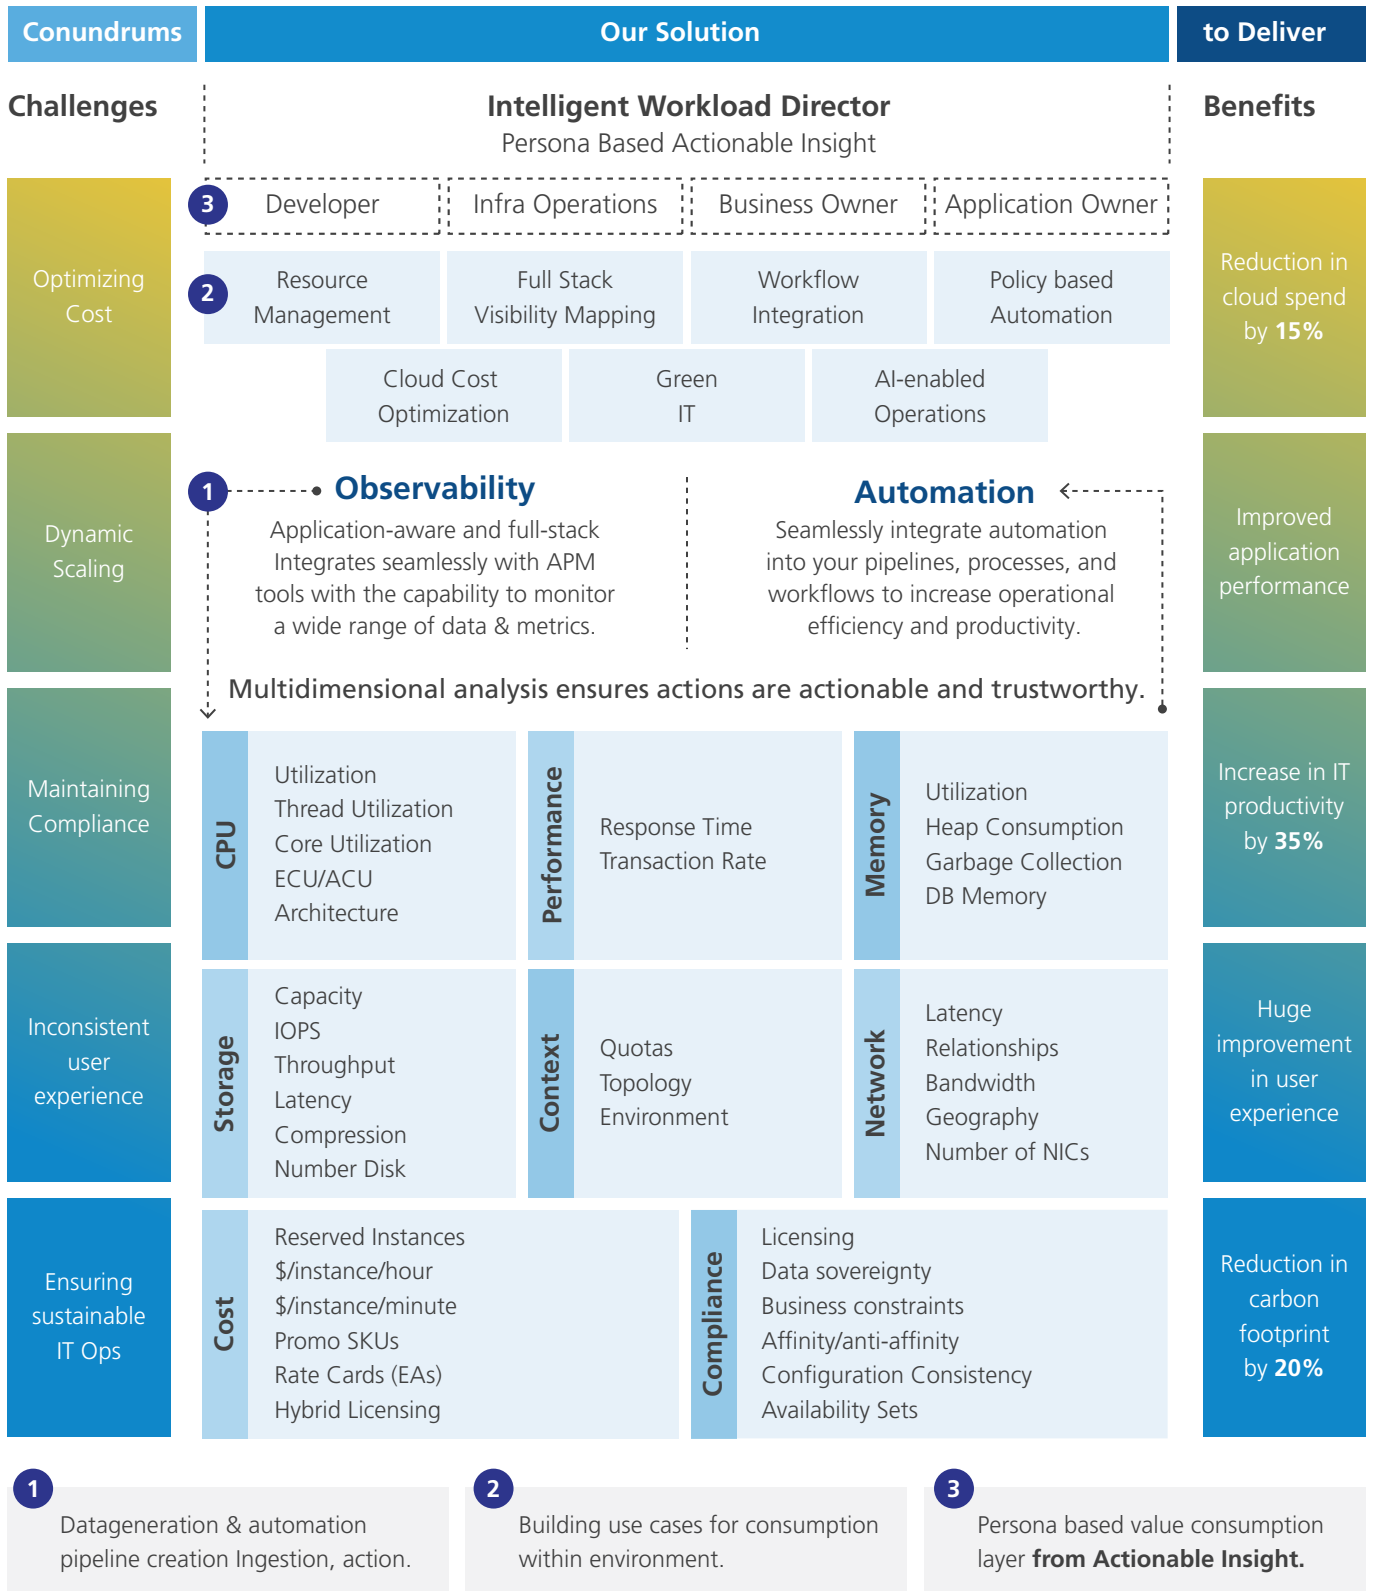 Conundrums
Our Solution
to Deliver
Challenges
Intelligent Workload Director
Persona Based Actionable Insight
Benefits
3
Developer
Infra Operations
Business Owner
Application Owner
2
Resource
Management
Full Stack
Visibility Mapping
Workflow
Integration
Policy based
Automation
Cloud Cost
Optimization
Green
IT
AI-enabled
Operations
Optimizing
Cost
Dynamic
Scaling
Maintaining
Compliance
Inconsistent
user
experience
Ensuring
sustainable
IT Ops
1
Observability
Application-aware and full-stack
Integrates seamlessly with APM
tools with the capability to monitor
a wide range of data & metrics.
Automation
Seamlessly integrate automation
into your pipelines, processes, and
workflows to increase operational
efficiency and productivity.
Multidimensional analysis ensures actions are actionable and trustworthy.
CPU
Utilization
Thread Utilization
Core Utilization
ECU/ACU
Architecture
Performance
Response Time
Transaction Rate
Memory
Utilization
Heap Consumption
Garbage Collection
DB Memory
Storage
Capacity
IOPS
Throughput
Latency
Compression
Number Disk
Context
Quotas
Topology
Environment
Network
Latency
Relationships
Bandwidth
Geography
Number of NICs
Cost
Reserved Instances
$/instance/hour
$/instance/minute
Promo SKUs
Rate Cards (EAs)
Hybrid Licensing
Compliance
Licensing
Data sovereignty
Business constraints
Affinity/anti-affinity
Configuration Consistency
Availability Sets
Reduction in
cloud spend
by 15%
Improved
application
performance
Increase in IT
productivity
by 35%
Huge
improvement
in user
experience
Reduction in
carbon
footprint
by 20%
1
Datageneration & automation
pipeline creation Ingestion, action.
2
Building use cases for consumption
within environment.
3
Persona based value consumption
layer from Actionable Insight.